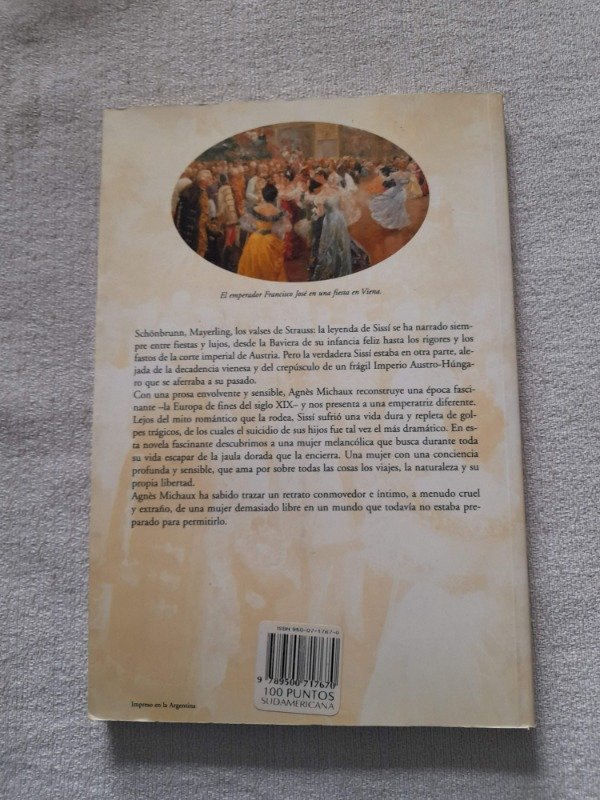 El emperador Francisco José en una fiesta en Viena.
Schönbrunn, Mayerling, los valses de Strauss: la leyenda de Sissí se ha narrado siem-
pre entre fiestas y lujos, desde la Baviera de su infancia feliz hasta los rigores y los
fastos de la corte imperial de Austria. Pero la verdadera Sissí estaba en otra parte, ale-
jada de la decadencia vienesa y del crepúsculo de un frágil Imperio Austro-Húnga-
ro que se aferraba a su pasado.
Con una prosa envolvente y sensible, Agnès Michaux reconstruye una época fasci-
nante –la Europa de fines del siglo XIX– y nos presenta a una emperatriz diferente.
Lejos del mito romántico que la rodea, Sissí sufrió una vida dura y repleta de gol-
pes trágicos, de los cuales el suicidio de sus hijos fue tal vez el más dramático. En es-
ta novela fascinante descubrimos a una mujer melancólica que busca durante toda
su vida escapar de la jaula dorada que la encierra. Una mujer con una conciencia
profunda y sensible, que ama por sobre todas las cosas los viajes, la naturaleza y su
propia libertad.
Agnès Michaux ha sabido trazar un retrato conmovedor e íntimo, a menudo cruel
y extraño, de una mujer demasiado libre en un mundo que todavía no estaba pre-
parado para permitirlo.
ISBN 950-07-1767-0
9 789500 717670
100 PUNTOS
SUDAMERICANA
Impreso en la Argentina